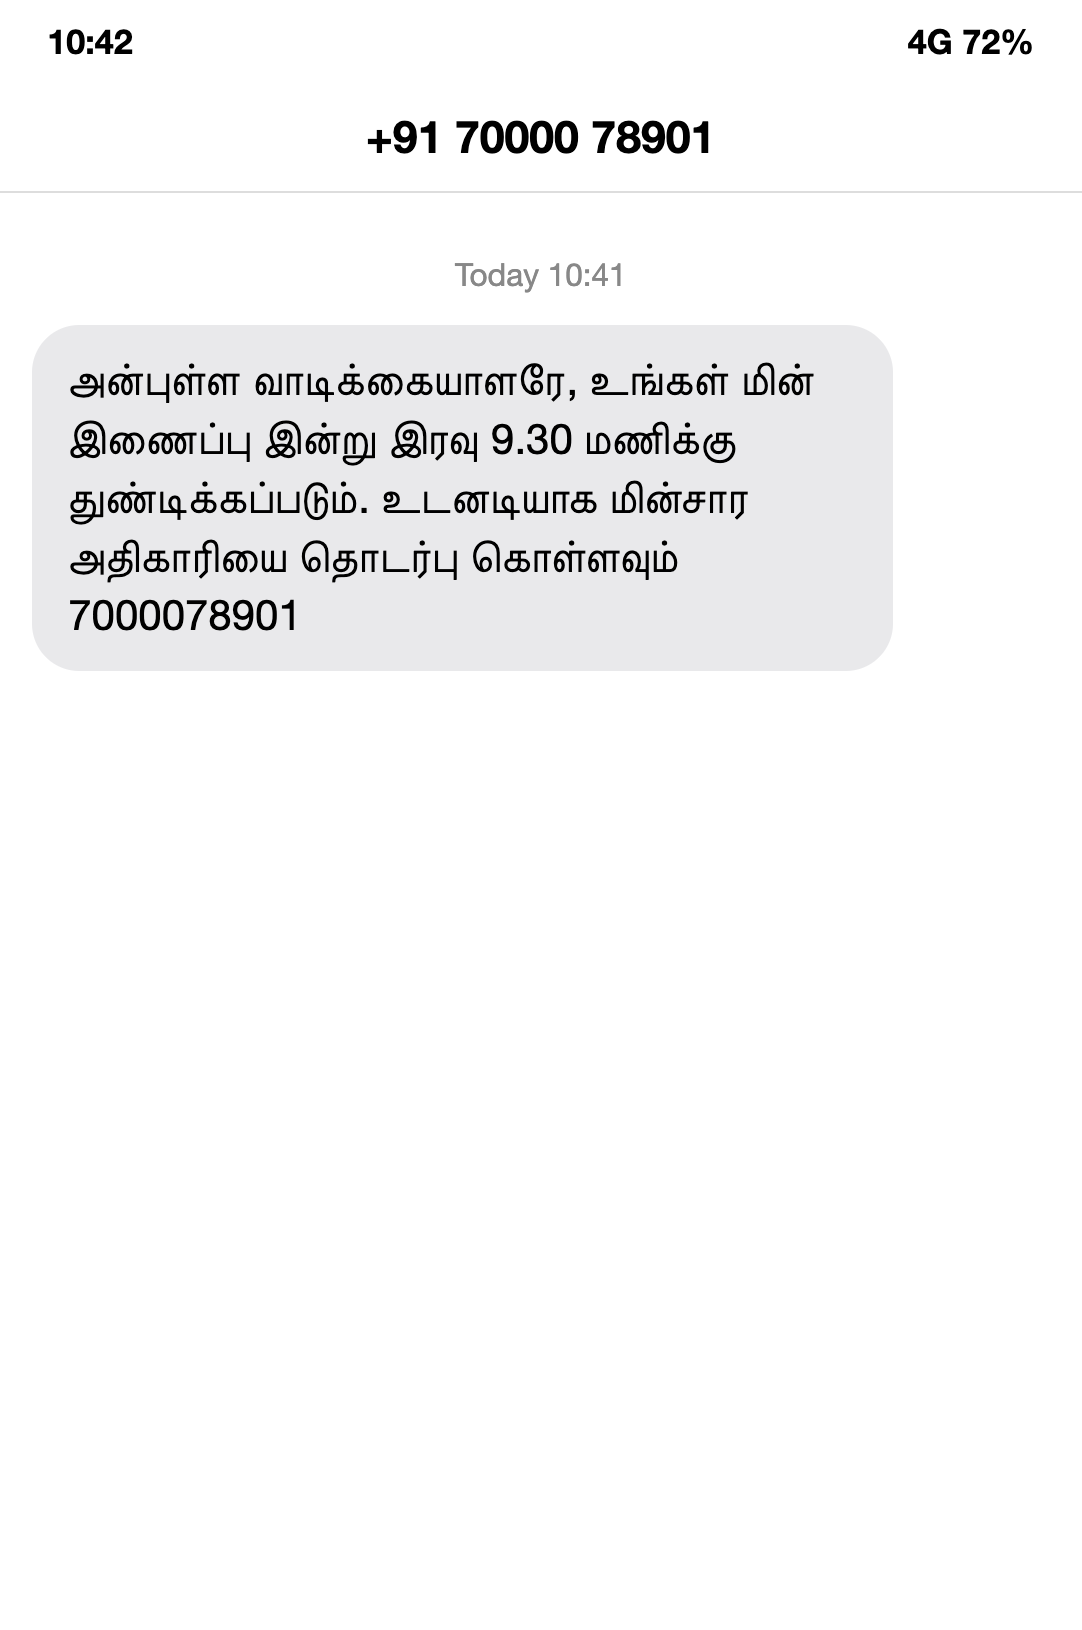 10:42 4G 72%
+91 70000 78901
Today 10:41
அன்புள்ள வாடிக்கையாளரே, உங்கள் மின்
இணைப்பு இன்று இரவு 9.30 மணிக்கு
துண்டிக்கப்படும். உடனடியாக மின்சார
அதிகாரியை தொடர்பு கொள்ளவும்
7000078901